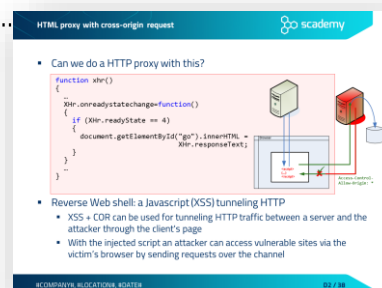 HTML proxy with cross-origin request
scademy
Can we do a HTTP proxy with this?
function xhr()
{
…
XHr.onreadystatechange=function()
{
if (XHr.readyState == 4)
{
document.getElementById("go").innerHTML =
XHr.responseText;
}
}
…
}
Access-Control-
Allow-Origin: *
Reverse Web shell: a Javascript (XSS) tunneling HTTP
XSS + COR can be used for tunneling HTTP traffic between a server and the
attacker through the client's page
With the injected script an attacker can access vulnerable sites via the
victim's browser by sending requests over the channel
#COMPANY#, #LOCATION#, #DATE#
D2 / 38